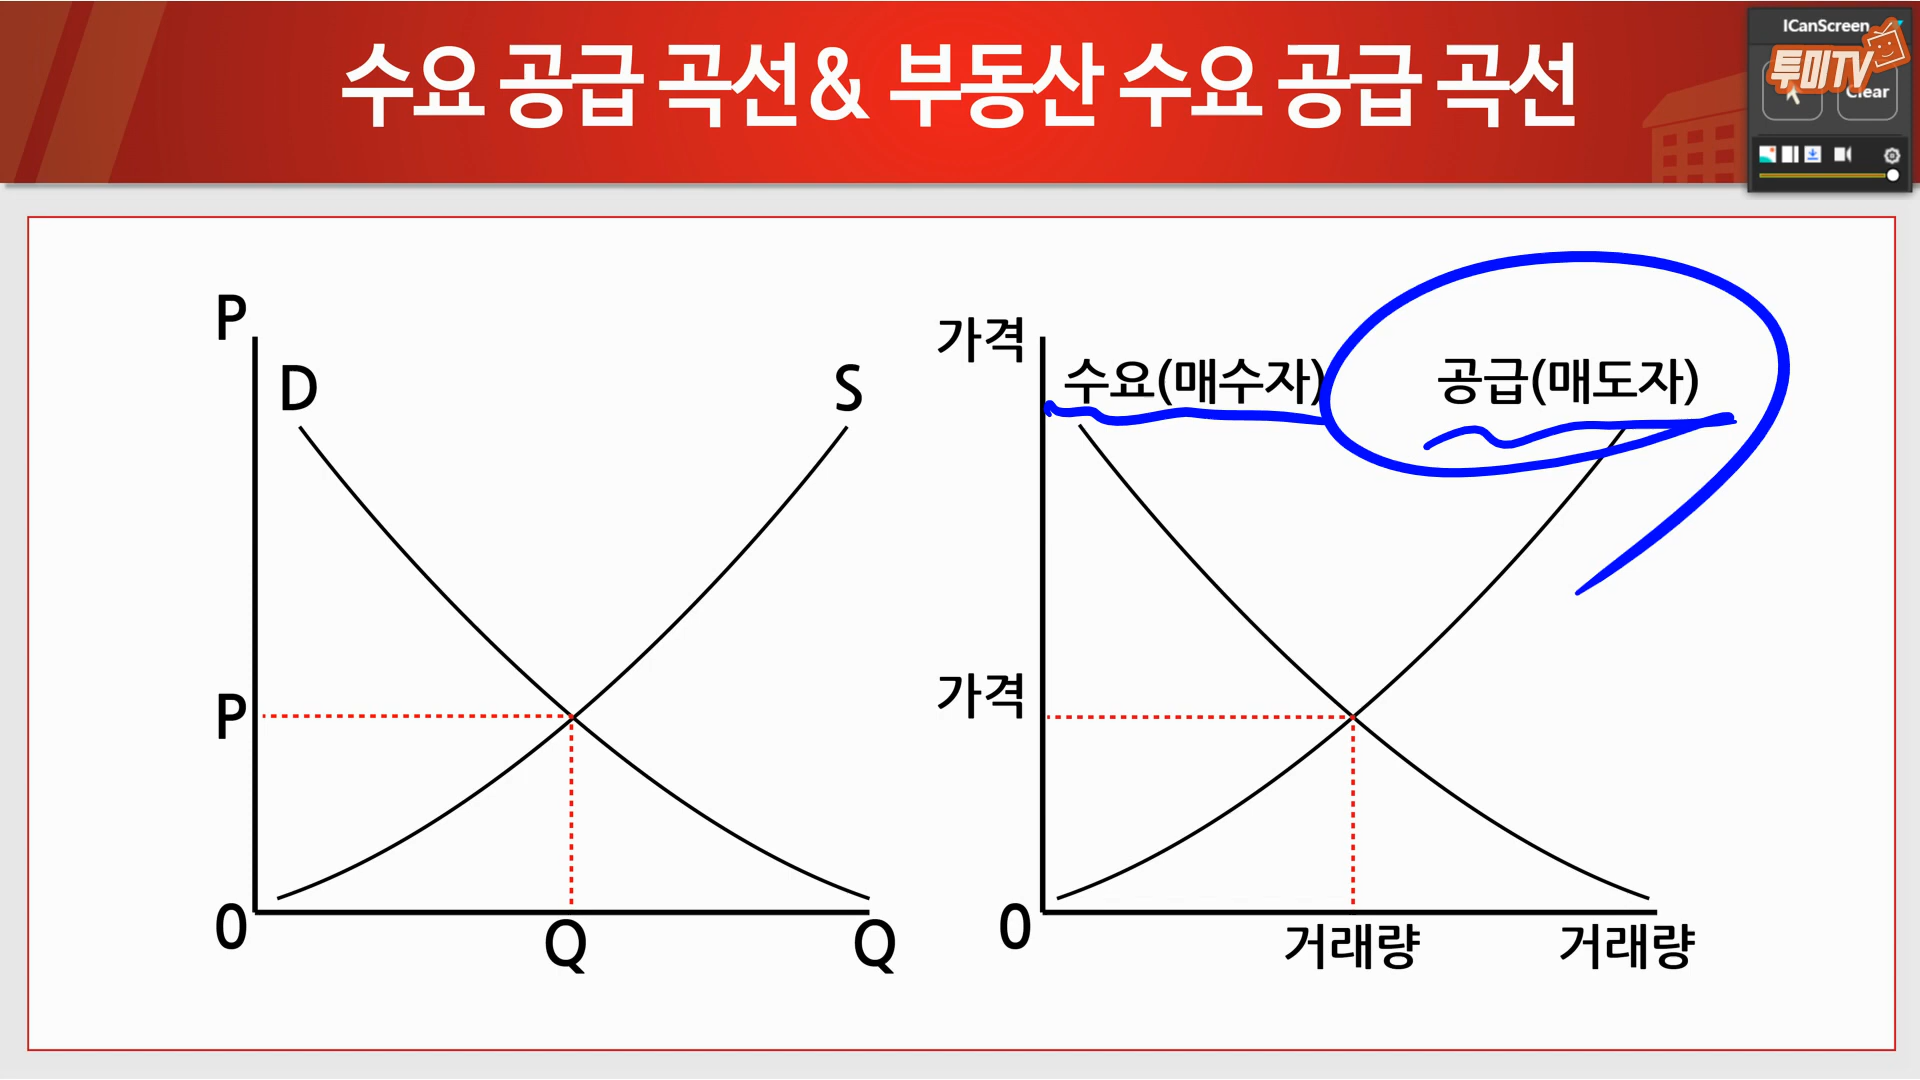 수요 공급 곡선 & 부동산 수요 공급 곡선
ICanScreen
투미TV
Clear
P
D
S
P
0
Q
Q
가격
수요(매수자)
공급(매도자)
가격
0
거래량
거래량